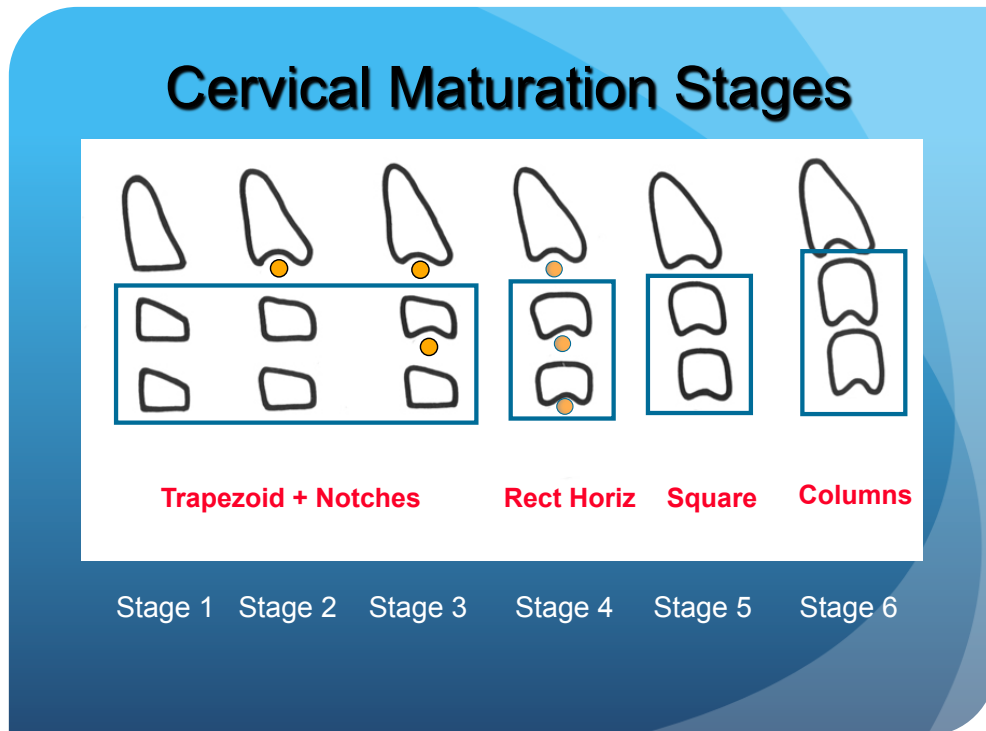 Cervical Maturation Stages
Trapezoid + Notches
Rect Horiz
Square
Columns
Stage 1
Stage 2
Stage 3
Stage 4
Stage 5
Stage 6